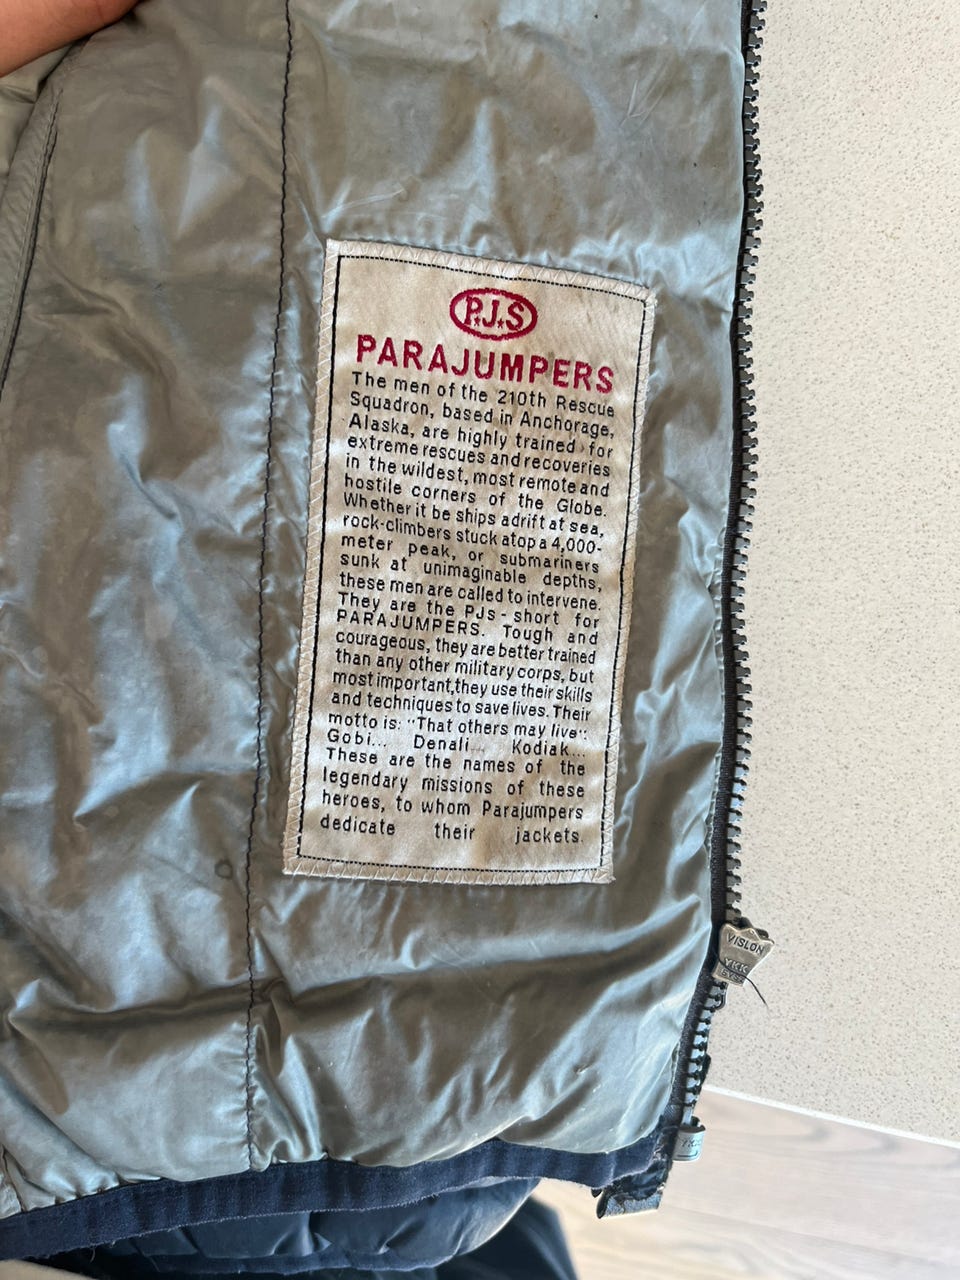 P.J.S
PARAJUMPERS
The men of the 210th Rescue
Squadron, based in Anchorage,
Alaska, are highly trained for
extreme rescues and recoveries
in the wildest, most remote and
hostile corners of the Globe.
Whether it be ships adrift at sea,
rock-climbers stuck atop a 4,000-
meter peak, or submariners
sunk at unimaginable depths,
these men are called to intervene.
They are the PJs - short for
PARAJUMPERS. Tough and
courageous, they are better trained
than any other military corps, but
most important,they use their skills
and techniques to save lives. Their
motto is: "That others may live":
Gobi... Denali... Kodiak...
These are the names of the
legendary missions of these
heroes, to whom Parajumpers
dedicate their jackets.
VISLON
YKK